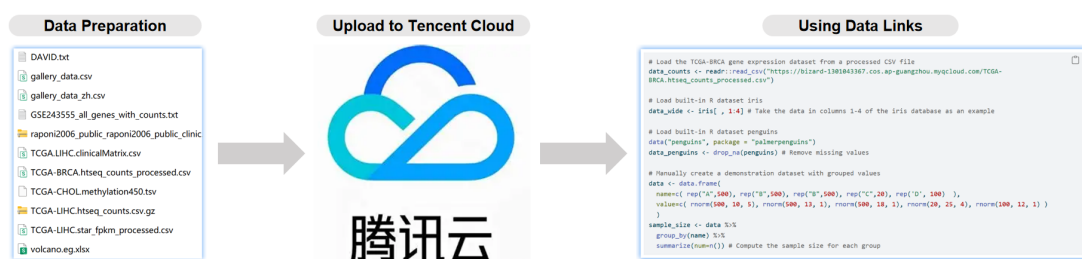 Data Preparation
Upload to Tencent Cloud
Using Data Links
DAVID.txt
gallery_data.csv
gallery_data_zh.csv
GSE243555_all_genes_with_counts.txt
raponi2006_public_raponi2006_public_clinic
TCGA.LIHC.clinicalMatrix.csv
TCGA-BRCA.htseq_counts_processed.csv
TCGA-CHOL.methylation450.tsv
TCGA-LIHC.htseq_counts.csv.gz
TCGA-LIHC.star_fpkm_processed.csv
volcano.eg.xlsx
腾讯云
# Load the TCGA-BRCA gene expression dataset from a processed CSV file
data_counts <- readr::read_csv("https://bizard-1301043367.cos.ap-guangzhou.myqcloud.com/TCGA-
BRCA.htseq_counts_processed.csv")
# Load built-in R dataset iris
data_wide <- iris[ , 1:4] # Take the data in columns 1-4 of the iris database as an example
# Load built-in R dataset penguins
data("penguins", package = "palmerpenguins")
data_penguins <- drop_na(penguins) # Remove missing values
# Manually create a demonstration dataset with grouped values
data <- data.frame(
name=c( rep("A",500), rep("B",500), rep("B",500), rep("C",20), rep('D', 100) ),
value=c( rnorm(500, 10, 5), rnorm(500, 13, 1), rnorm(500, 18, 1), rnorm(20, 25, 4), rnorm(100, 12, 1) )
)
sample_size <- data %>%
group_by(name) %>%
summarize(num=n()) # Compute the sample size for each group